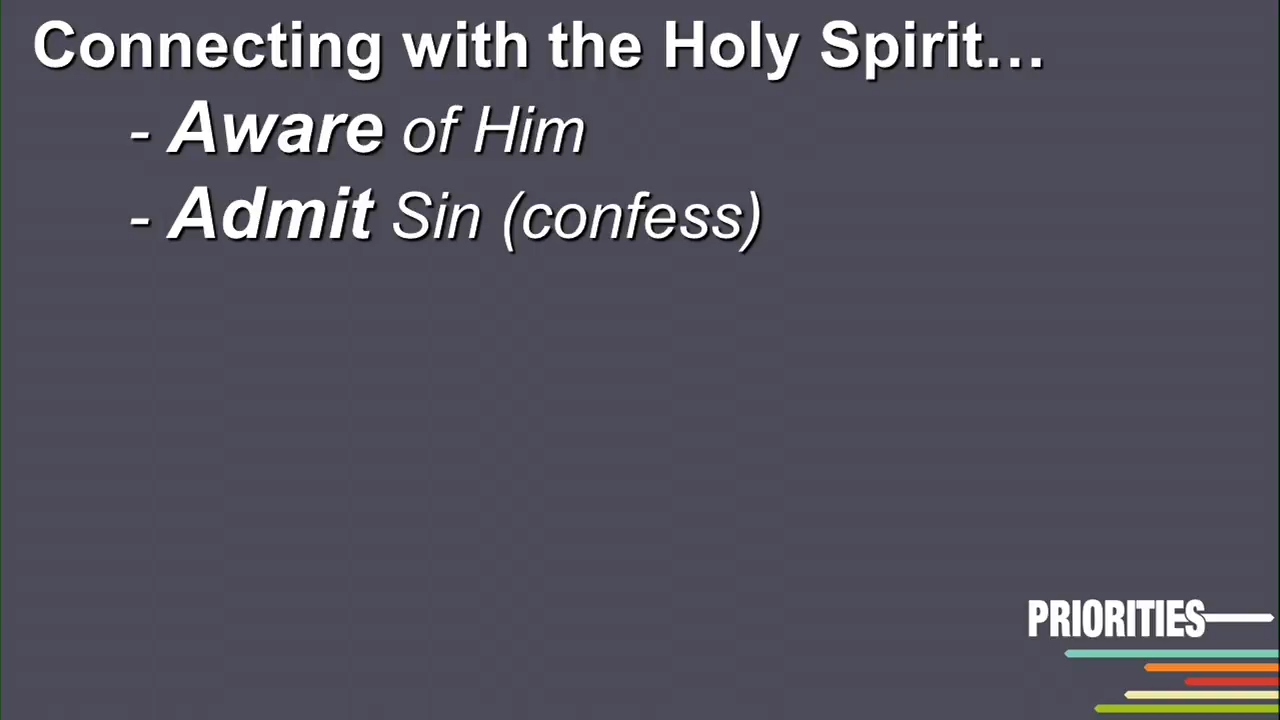 Connecting with the Holy Spirit…
- Aware of Him
- Admit Sin (confess)
PRIORITIES